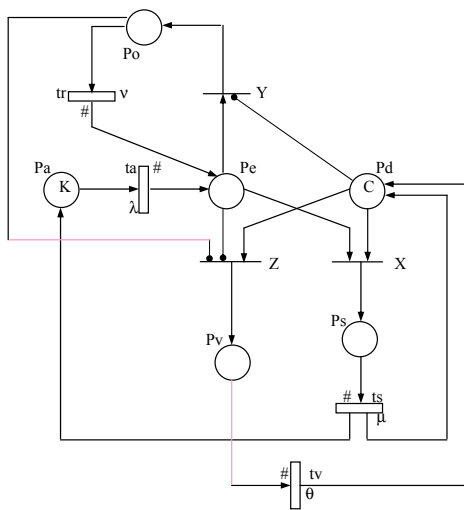 Po
tr
ν
#
Y
Pa
ta
#
Pe
Pd
K
C
λ
Z
X
Pv
Ps
#
ts
μ
#
tv
θ